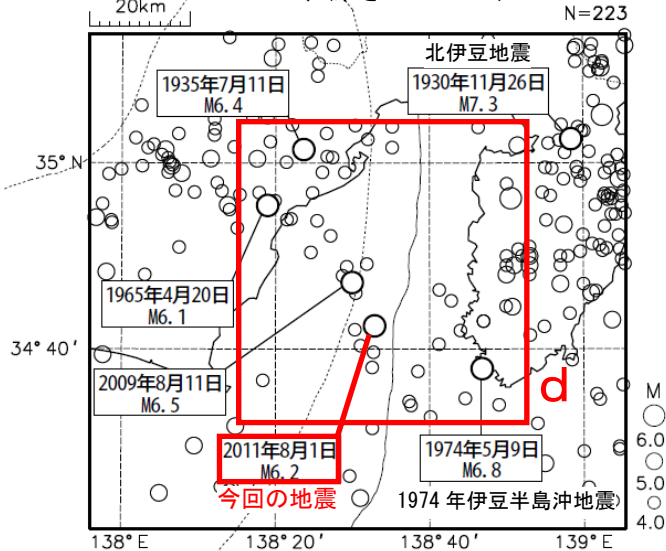 20km
N=223
北伊豆地震
1935年7月11日
M6.4
1930年11月26日
M7.3
35°N
1965年4月20日
M6.1
34°40'
2009年8月11日
M6.5
d
2011年8月1日
M6.2
1974年5月9日
M6.8
今回の地震
1974年伊豆半島沖地震
M
6.0
5.0
4.0
138°E
138°20'
138°40'
139°E